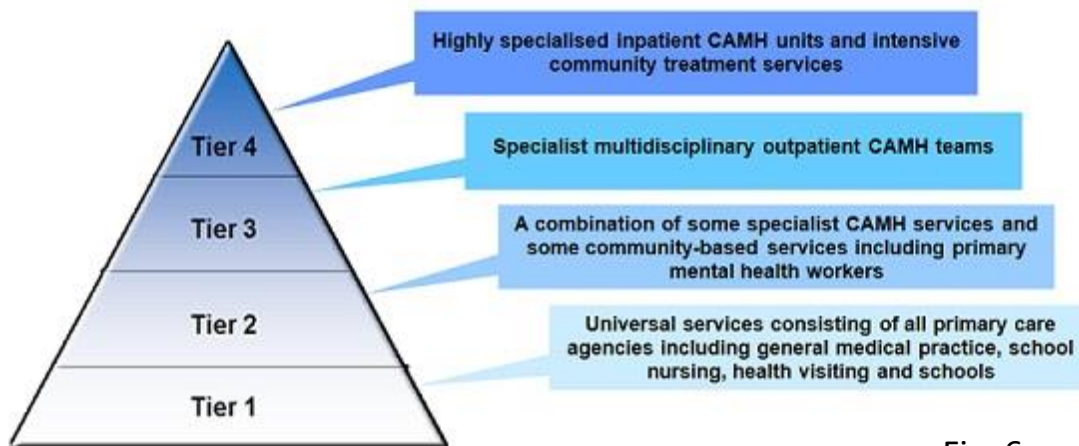 Highly specialised inpatient CAMH units and intensive
community treatment services
Tier 4
Specialist multidisciplinary outpatient CAMH teams
Tier 3
A combination of some specialist CAMH services and
some community-based services including primary
mental health workers
Tier 2
Universal services consisting of all primary care
agencies including general medical practice, school
nursing, health visiting and schools
Tier 1